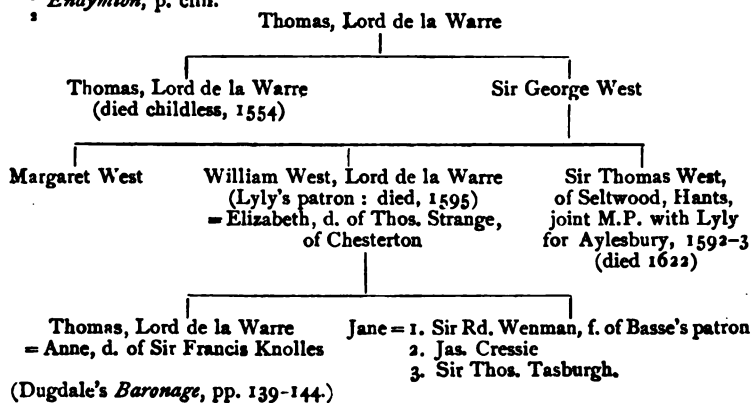 Endymion, p. cliii.
2
Thomas, Lord de la Warre
Thomas, Lord de la Warre
(died childless, 1554)
Sir George West
Margaret West
William West, Lord de la Warre
(Lyly's patron : died, 1595)
= Elizabeth, d. of Thos. Strange,
of Chesterton
Sir Thomas West,
of Seltwood, Hants,
joint M.P. with Lyly
for Aylesbury, 1592-3
(died 1622)
Thomas, Lord de la Warre
= Anne, d. of Sir Francis Knolles
Jane = 1. Sir Rd. Wenman, f. of Basse's patron
2. Jas. Cressie
3. Sir Thos. Tasburgh.
(Dugdale's Baronage, pp. 139-144.)